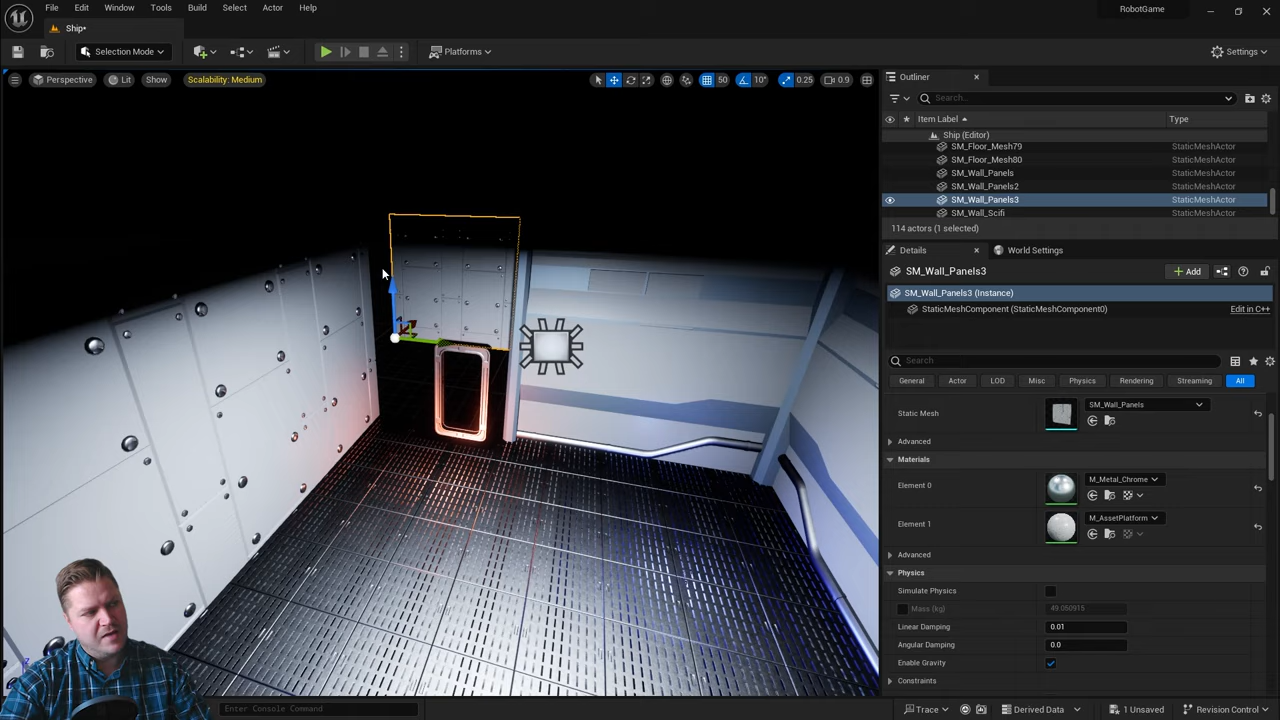 File Edit Window Tools Build Select Actor Help
RobotGame
Ship•
Selection Mode
Platforms
Settings
Perspective Lit Show Scalability: Medium
50 10° 0.25 0.9
Outliner
Search...
Item Label Type
Ship (Editor)
SM_Floor_Mesh79 StaticMeshActor
SM_Floor_Mesh80 StaticMeshActor
SM_Wall_Panels StaticMeshActor
SM_Wall_Panels2 StaticMeshActor
SM_Wall_Panels3 StaticMeshActor
SM_Wall_Scifi StaticMeshActor
114 actors (1 selected)
Details World Settings
SM_Wall_Panels3
Add
SM_Wall_Panels3 (Instance)
StaticMeshComponent (StaticMeshComponent0) Edit in C++
Search
General Actor LOD Misc Physics Rendering Streaming All
Static Mesh SM_Wall_Panels
Advanced
Materials
Element 0 M_Metal_Chrome
Element 1 M_AssetPlatform
Advanced
Physics
Simulate Physics
Mass (kg) 49.050915
Linear Damping 0.01
Angular Damping 0.0
Enable Gravity
Constraints
Enter Console Command
Trace Derived Data 1 Unsaved Revision Control